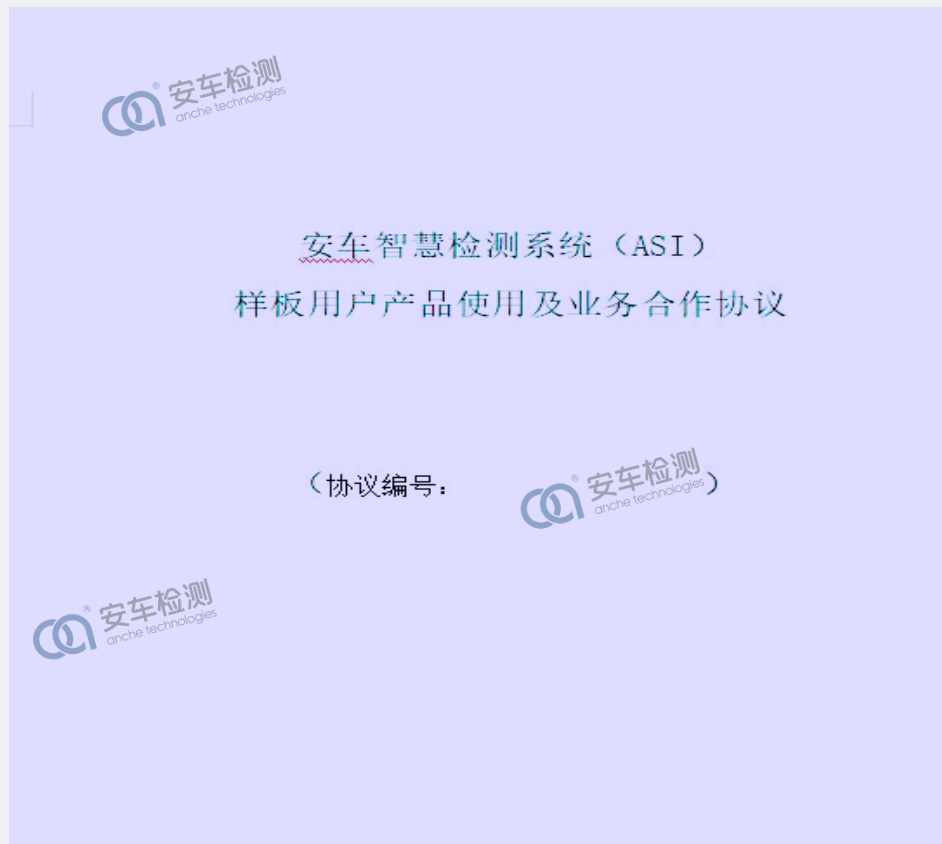 ® 安车检测
anche technologies
安车智慧检测系统（ASI）
样板用户产品使用及业务合作协议
（协议编号：                ）
® 安车检测
anche technologies
® 安车检测
anche technologies